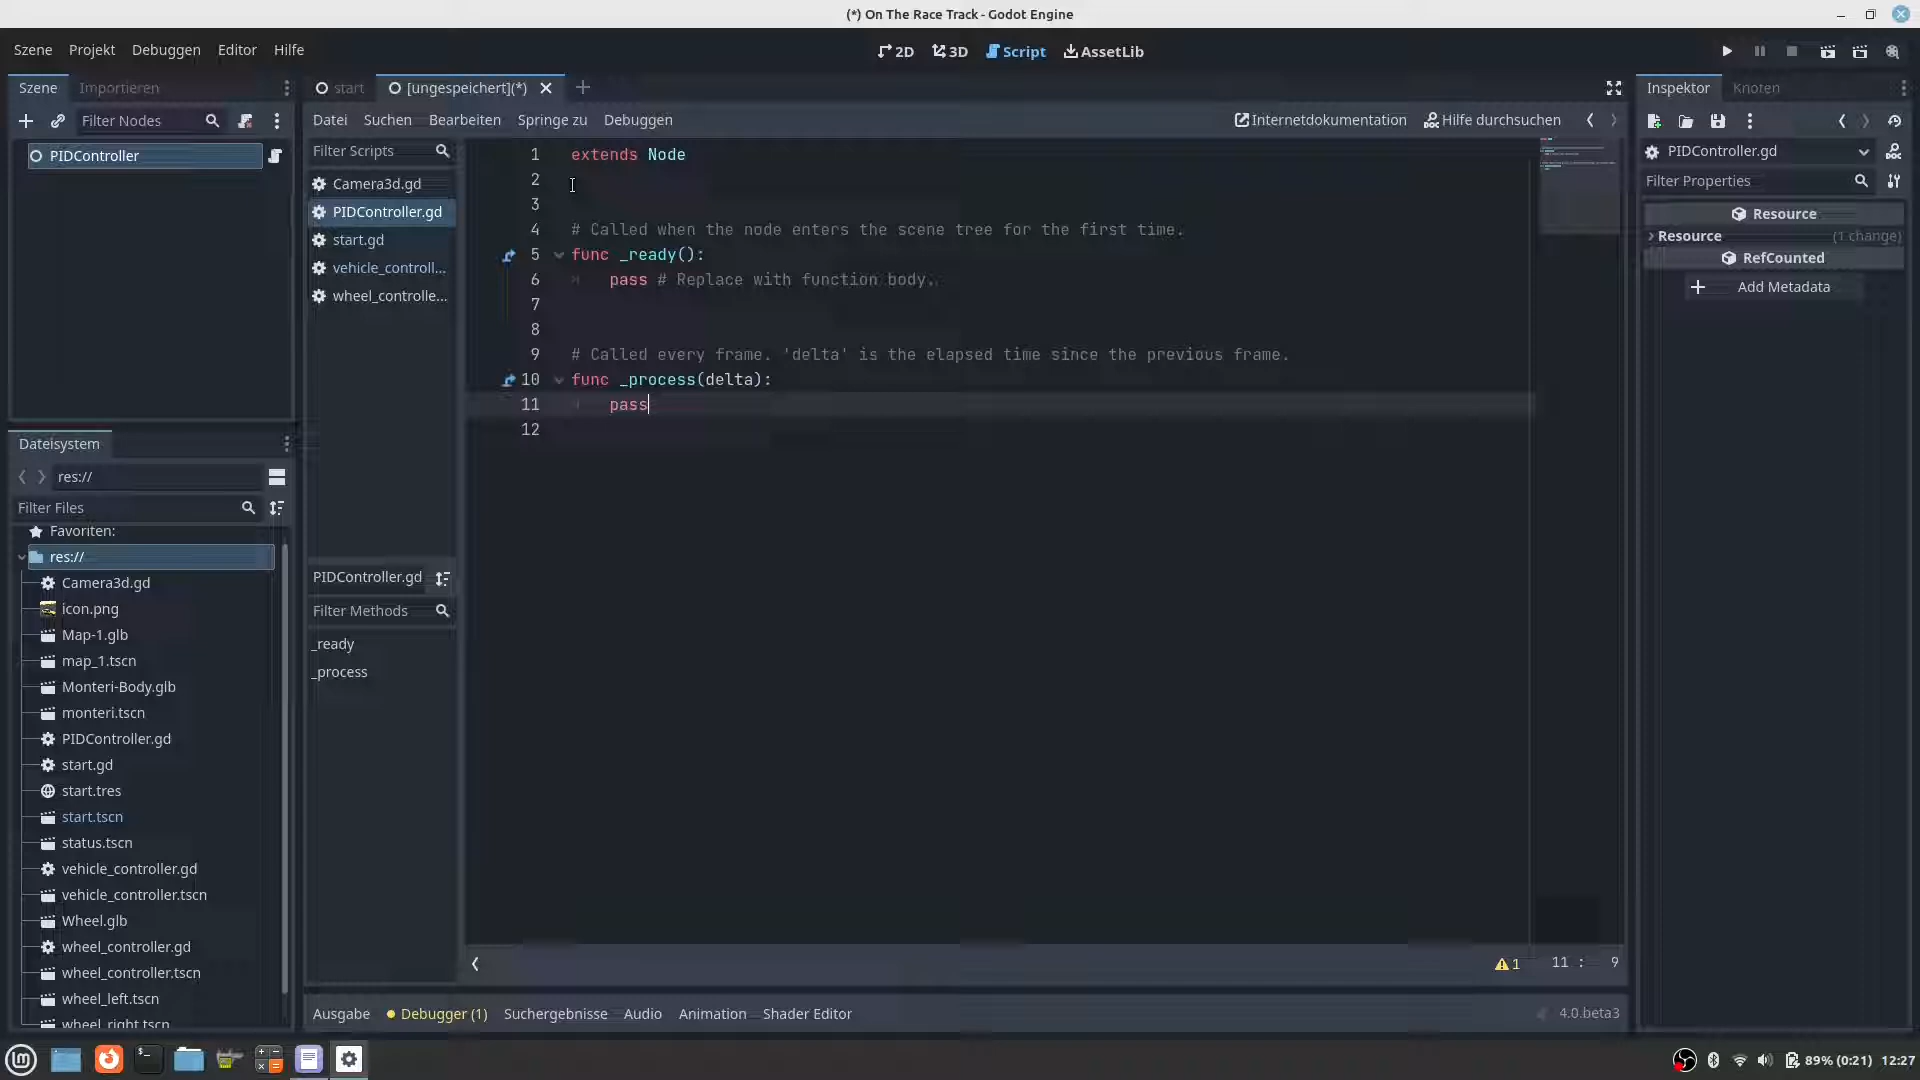 (*) On The Race Track - Godot Engine
Szene Projekt Debuggen Editor Hilfe
2D 3D Script AssetLib
Szene Importieren
start [ungespeichert](*)
Inspektor Knoten
Filter Nodes
Datei Suchen Bearbeiten Springe zu Debuggen
Internetdokumentation Hilfe durchsuchen
PIDController
Filter Scripts
Camera3d.gd
PIDController.gd
start.gd
vehicle_controll...
wheel_controlle...
1 extends Node
2
3
4 # Called when the node enters the scene tree for the first time.
5 func _ready():
6 pass # Replace with function body.
7
8
9 # Called every frame. 'delta' is the elapsed time since the previous frame.
10 func _process(delta):
11 pass
12
PIDController.gd
Filter Properties
Resource
Resource (1 change)
RefCounted
Add Metadata
Dateisystem
res://
Filter Files
Favoriten:
res://
Camera3d.gd
icon.png
Map-1.glb
map_1.tscn
Monteri-Body.glb
monteri.tscn
PIDController.gd
start.gd
start.tres
start.tscn
status.tscn
vehicle_controller.gd
vehicle_controller.tscn
Wheel.glb
wheel_controller.gd
wheel_controller.tscn
wheel_left.tscn
wheel_right.tscn
PIDController.gd
Filter Methods
_ready
_process
1 11 : 9
Ausgabe Debugger (1) Suchergebnisse Audio Animation Shader Editor
4.0.beta3
89% (0:21) 12:27